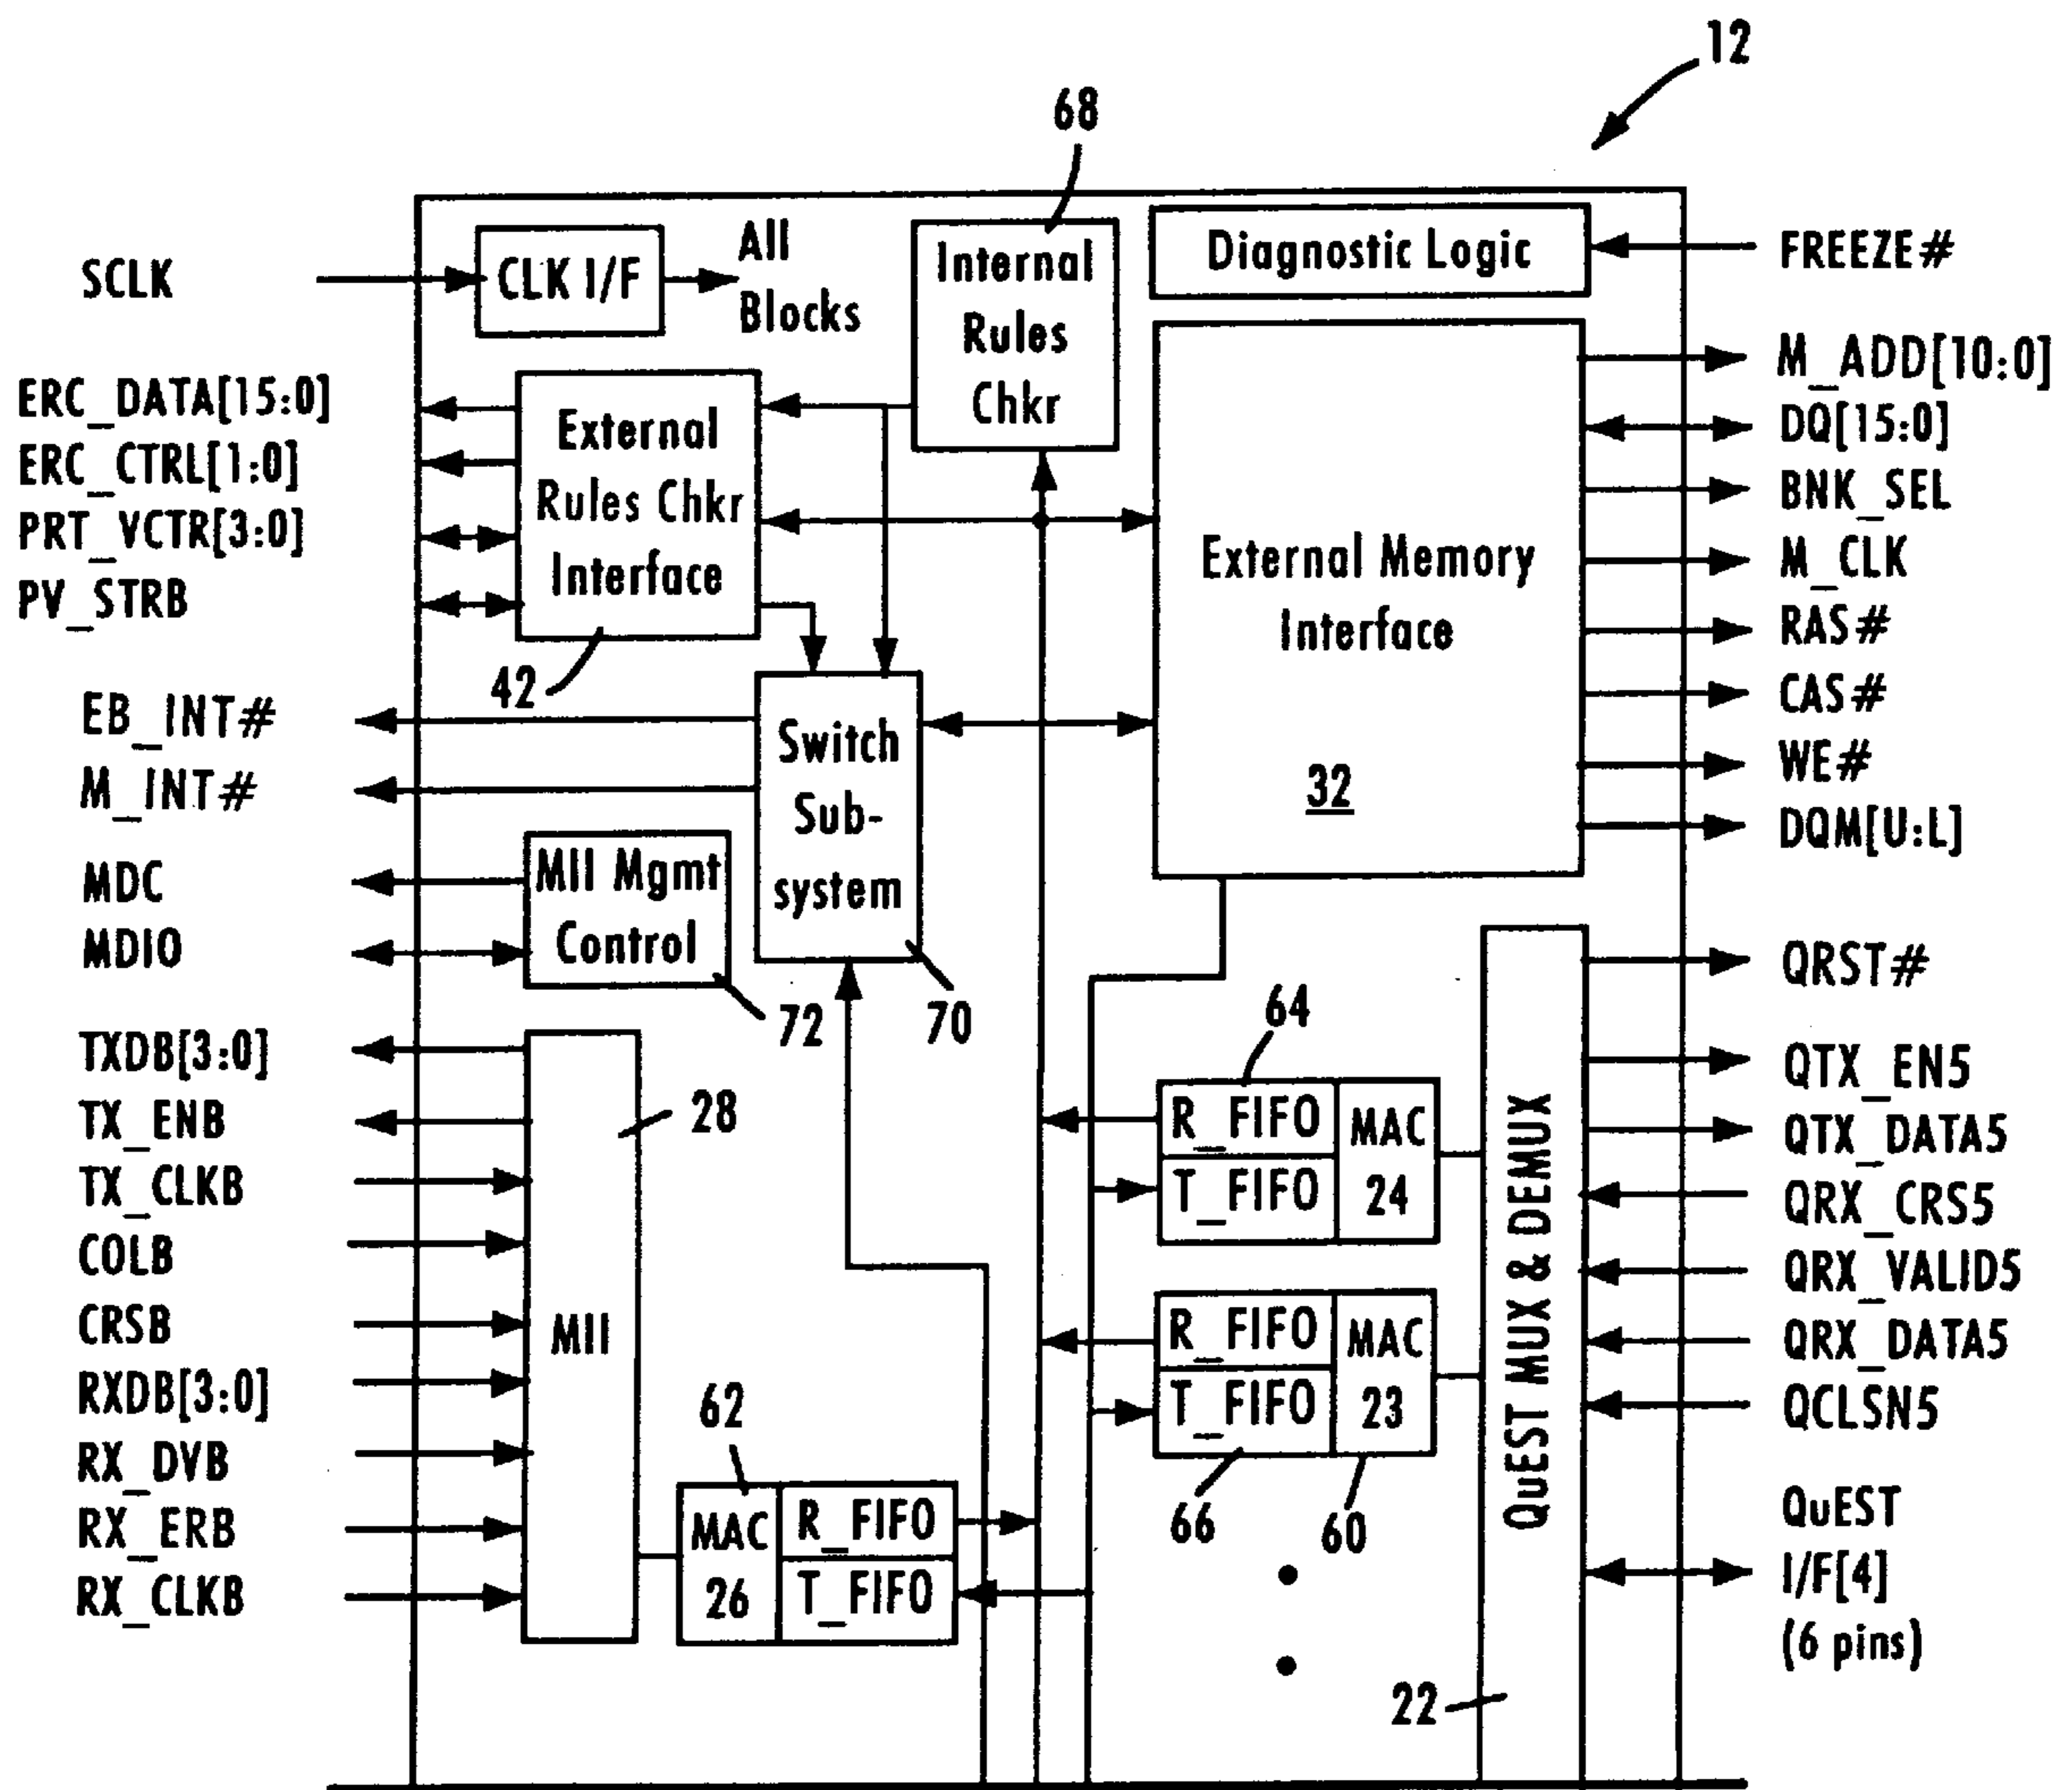 12
68
SCLK
CLK I/F
All
Blocks
Internal
Rules
Chkr
Diagnostic Logic
FREEZE#
ERC_DATA[15:0]
ERC_CTRL[1:0]
PRT_VCTR[3:0]
PV_STRB
External
Rules Chkr
Interface
42
External Memory
Interface
32
M_ADD[10:0]
DQ[15:0]
BNK_SEL
M_CLK
RAS#
CAS#
WE#
DQM[U:L]
EB_INT#
M_INT#
Switch
Sub-
system
70
MDC
MDIO
MII Mgmt
Control
72
TXDB[3:0]
TX_ENB
TX_CLKB
COLB
CRSB
RXDB[3:0]
RX_DVB
RX_ERB
RX_CLKB
MII
28
62
MAC
26
R_FIFO
T_FIFO
64
R_FIFO
T_FIFO
MAC
24
R_FIFO
T_FIFO
MAC
23
66
60
QuEST MUX & DEMUX
22
QRST#
QTX_EN5
QTX_DATA5
QRX_CRS5
QRX_VALID5
QRX_DATA5
QCLSN5
QuEST
I/F[4]
(6 pins)